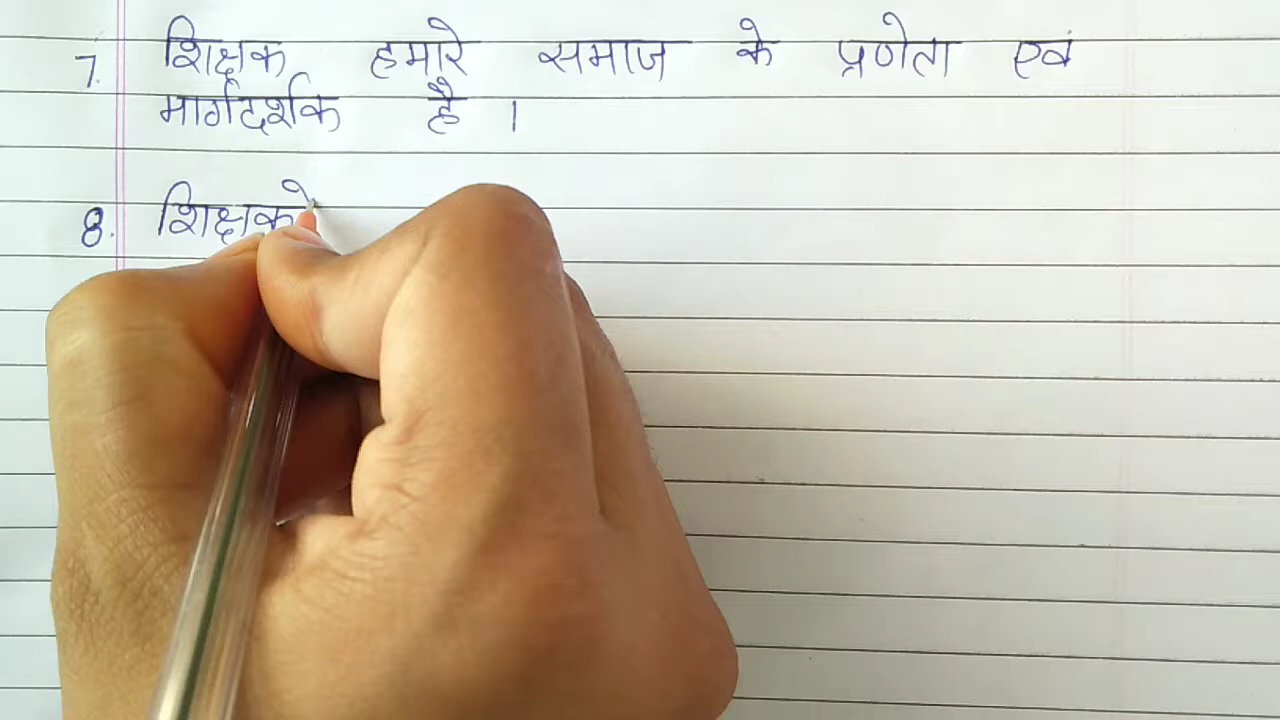 7. शिक्षक हमारे समाज के प्रणेता एवं
मार्गदर्शक है ।
8. शिक्षको